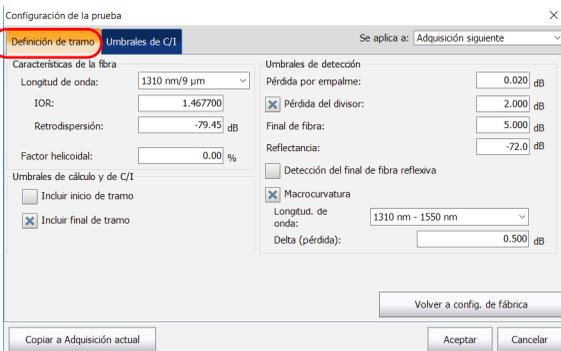 Configuración de la prueba
Definición de tramo
Umbrales de C/I
Se aplica a: Adquisición siguiente
Características de la fibra
Longitud de onda: 1310 nm/9 µm
IOR: 1.467700
Retrodispersión: -79.45 dB
Factor helicoidal: 0.00 %
Umbrales de cálculo y de C/I
Incluir inicio de tramo
Incluir final de tramo
Umbrales de detección
Pérdida por empalme: 0.020 dB
Pérdida del divisor: 2.000 dB
Final de fibra: 5.000 dB
Reflectancia: -72.0 dB
Detección del final de fibra reflexiva
Macrocurvatura
Longitud. de
onda: 1310 nm - 1550 nm
Delta (pérdida): 0.500 dB
Volver a config. de fábrica
Copiar a Adquisición actual
Aceptar
Cancelar